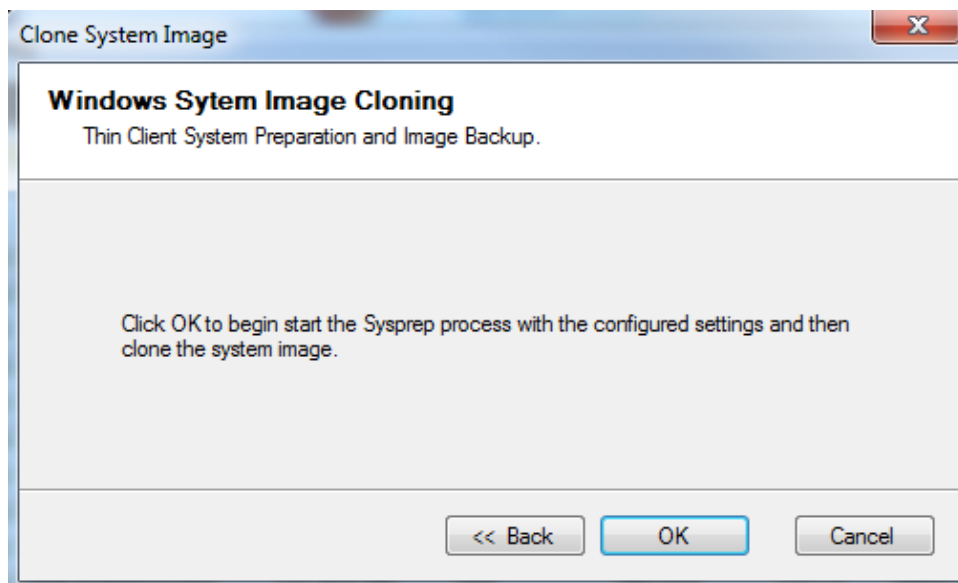 Clone System Image
Windows Sytem Image Cloning
Thin Client System Preparation and Image Backup.
Click OK to begin start the Sysprep process with the configured settings and then
clone the system image.
<< Back OK Cancel